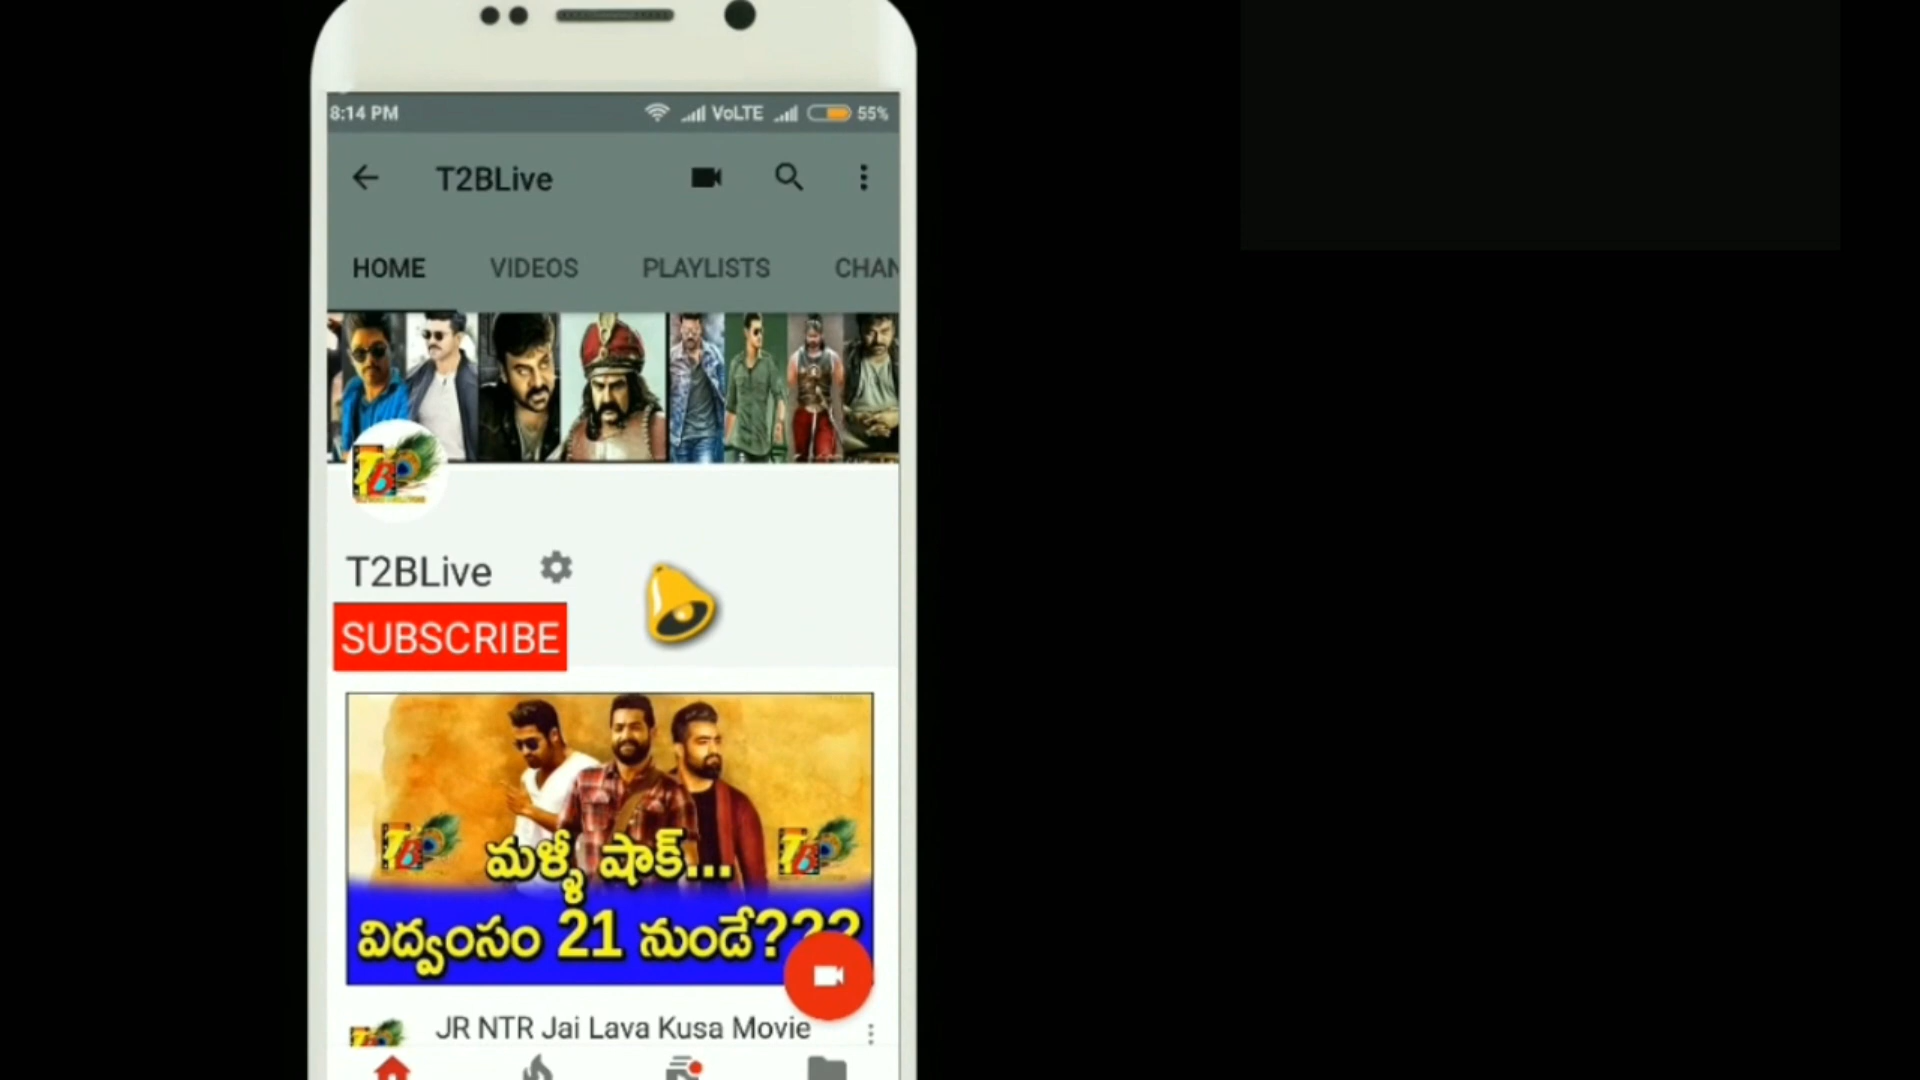 8:14 PM VoLTE 55%
T2BLive
HOME VIDEOS PLAYLISTS CHAN
T2BLive
SUBSCRIBE
మళ్ళీ షాక్...
విద్వంసం 21 నుండే???
JR NTR Jai Lava Kusa Movie